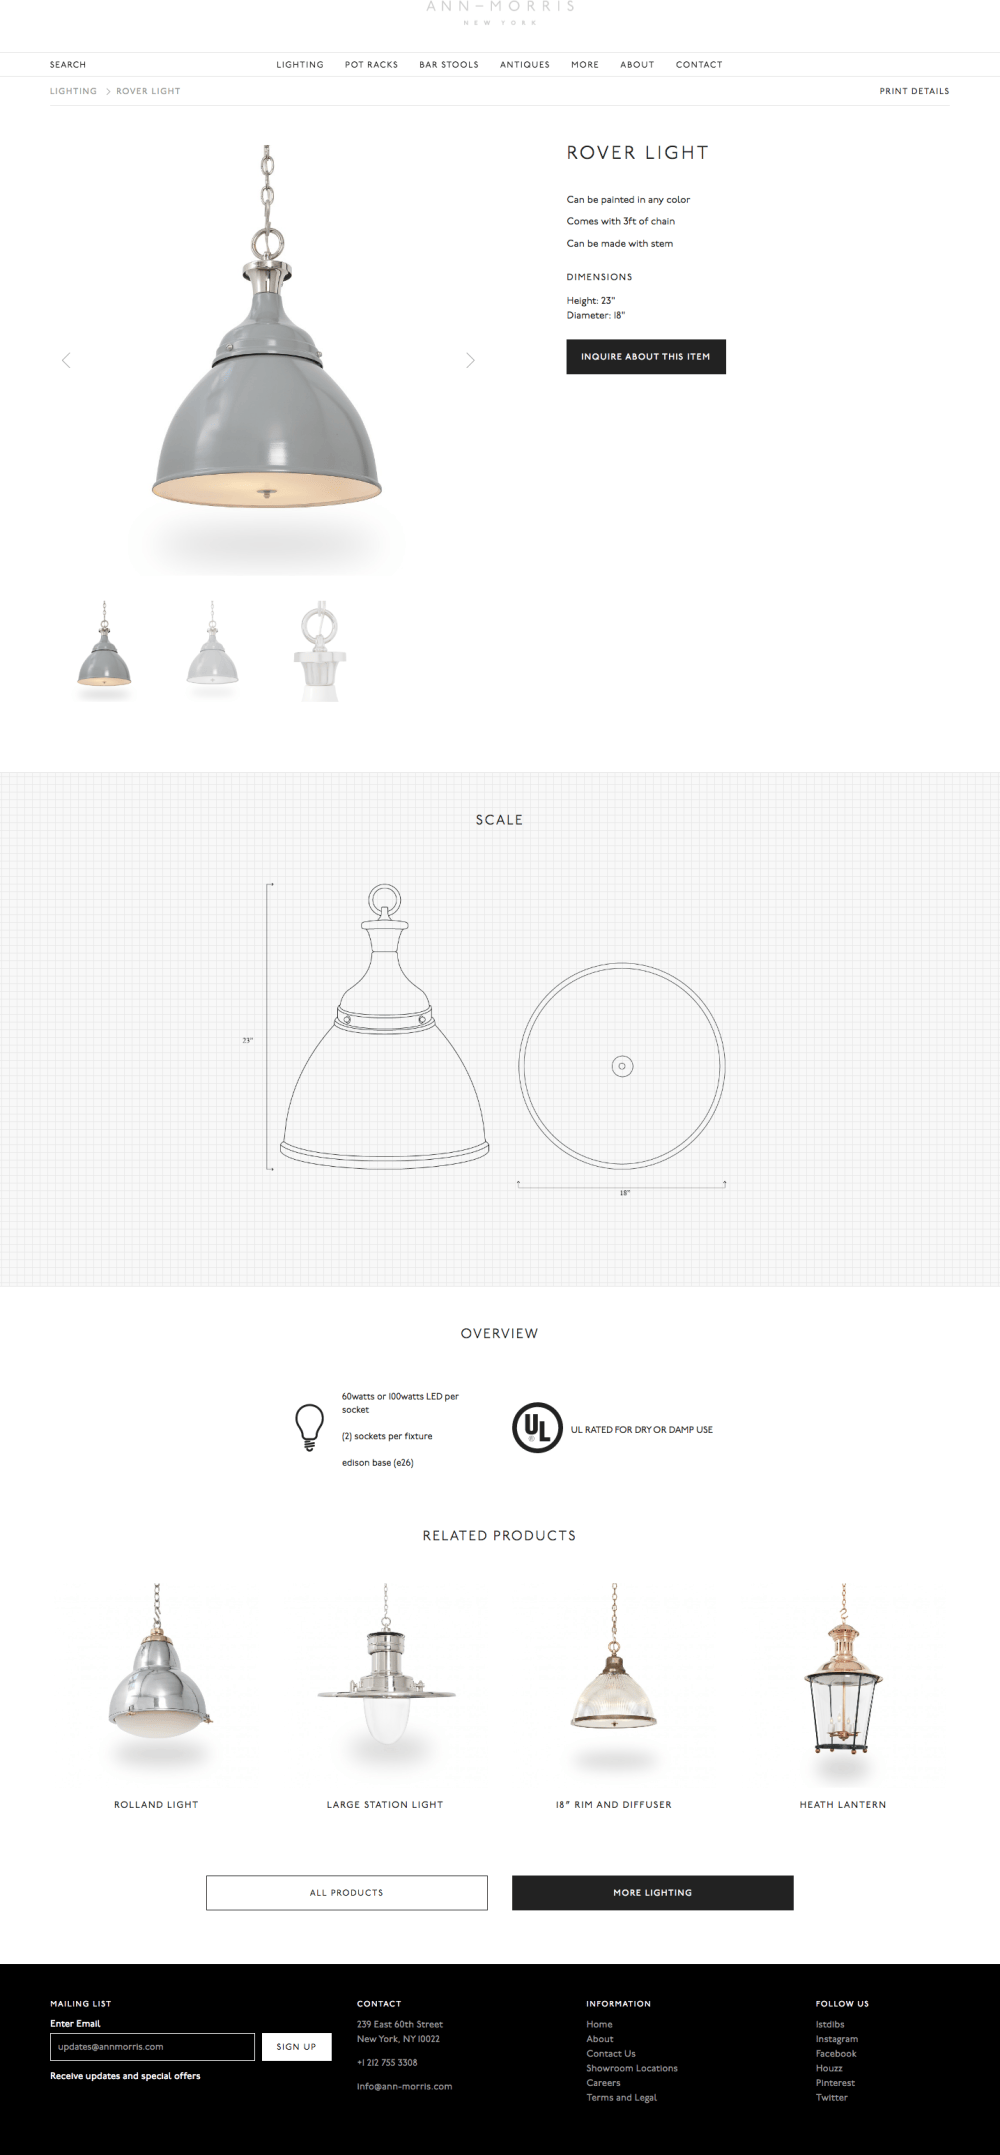 ANN–MORRIS
NEW YORK
SEARCH
LIGHTING
POT RACKS
BAR STOOLS
ANTIQUES
MORE
ABOUT
CONTACT
LIGHTING > ROVER LIGHT
PRINT DETAILS
ROVER LIGHT
Can be painted in any color
Comes with 3ft of chain
Can be made with stem
DIMENSIONS
Height: 23"
Diameter: 18"
INQUIRE ABOUT THIS ITEM
SCALE
23"
18"
OVERVIEW
60watts or 100watts LED per
socket
(2) sockets per fixture
edison base (e26)
UL
®
UL RATED FOR DRY OR DAMP USE
RELATED PRODUCTS
ROLLAND LIGHT
LARGE STATION LIGHT
18" RIM AND DIFFUSER
HEATH LANTERN
ALL PRODUCTS
MORE LIGHTING
MAILING LIST
Enter Email
updates@annmorris.com
SIGN UP
Receive updates and special offers
CONTACT
239 East 60th Street
New York, NY 10022
+1 212 755 3308
info@ann-morris.com
INFORMATION
Home
About
Contact Us
Showroom Locations
Careers
Terms and Legal
FOLLOW US
1stdibs
Instagram
Facebook
Houzz
Pinterest
Twitter